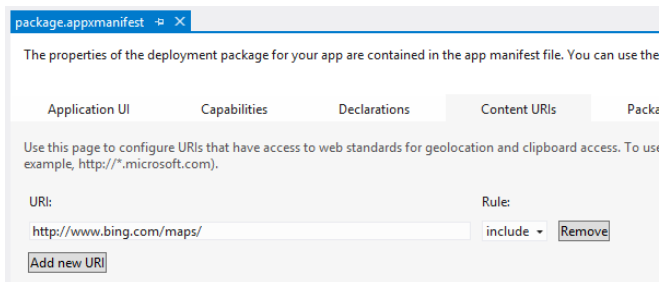 package.appxmanifest
The properties of the deployment package for your app are contained in the app manifest file. You can use the
Application UI Capabilities Declarations Content URIs Packa
Use this page to configure URIs that have access to web standards for geolocation and clipboard access. To use
example, http://*.microsoft.com).
URI: Rule:
http://www.bing.com/maps/ include Remove
Add new URI